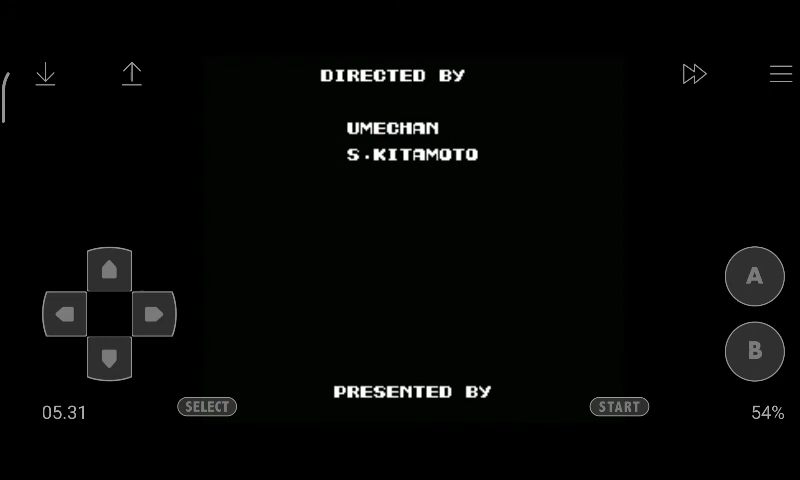 DIRECTED BY
UMECHAN
S.KITAMOTO
A
B
PRESENTED BY
05.31
SELECT
START
54%